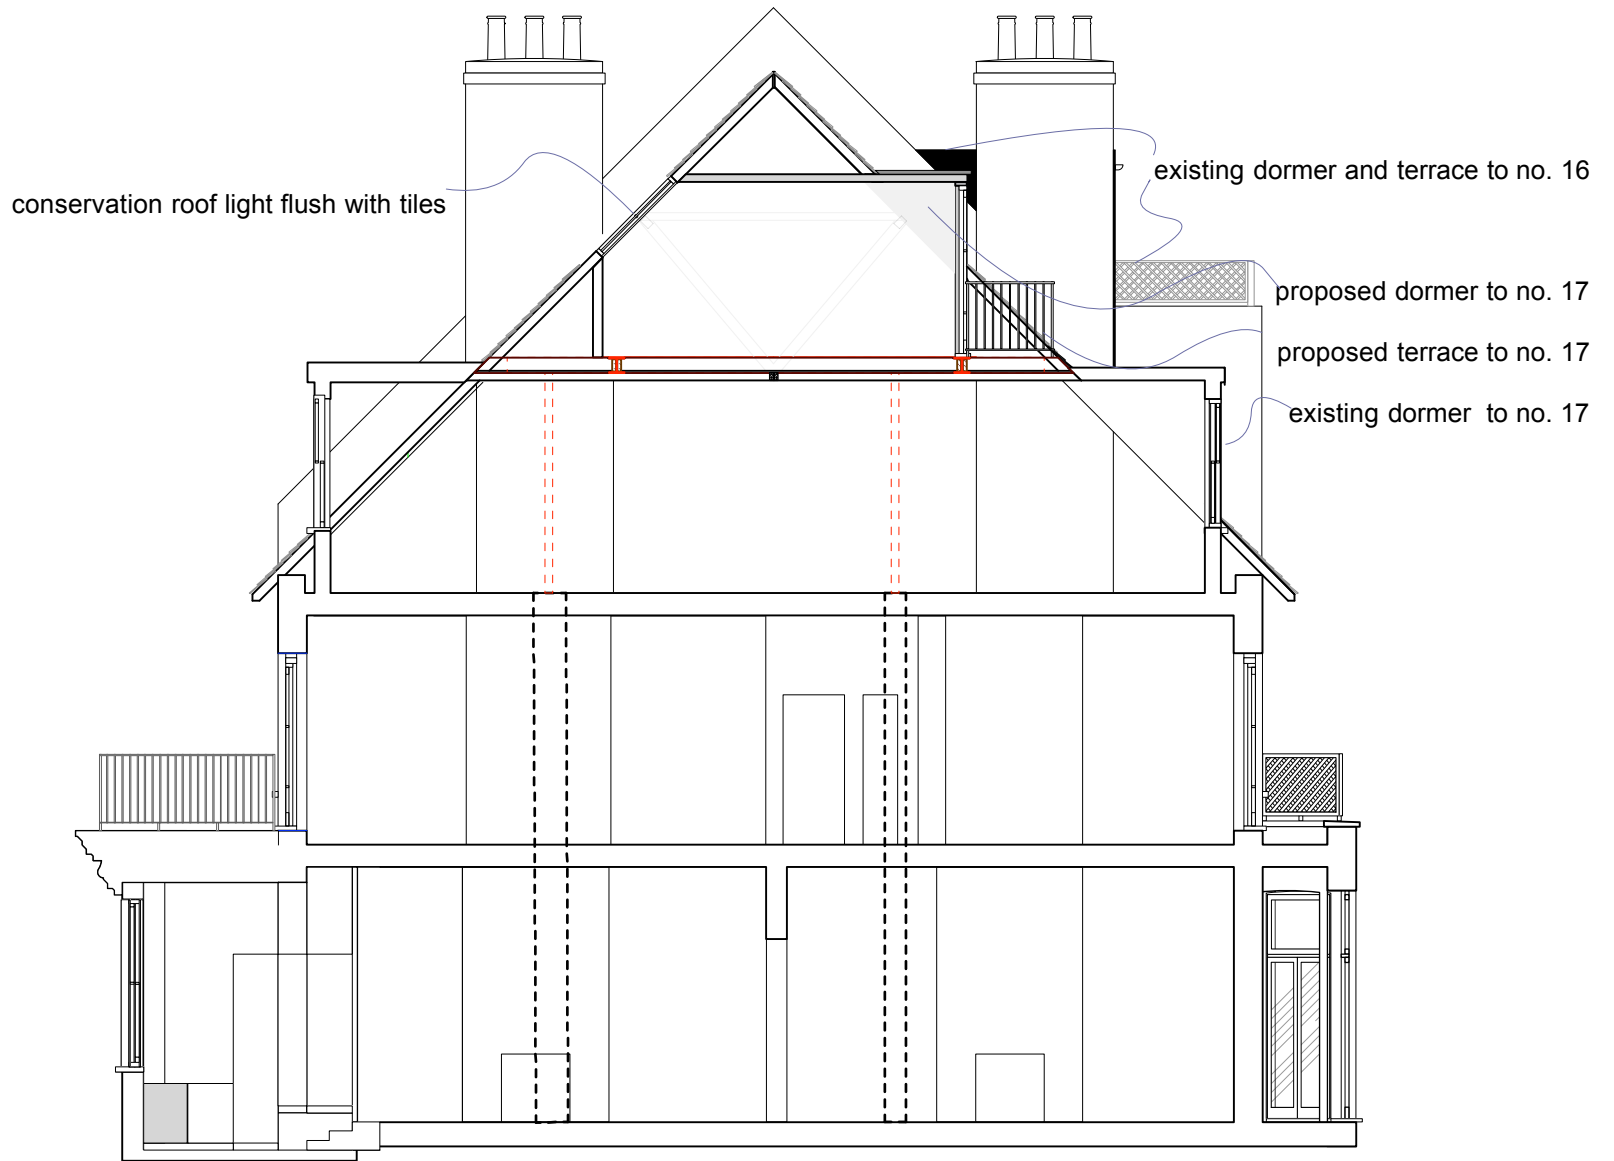 existing dormer and terrace to no. 16
conservation roof light flush with tiles
proposed dormer to no. 17
proposed terrace to no. 17
existing dormer  to no. 17